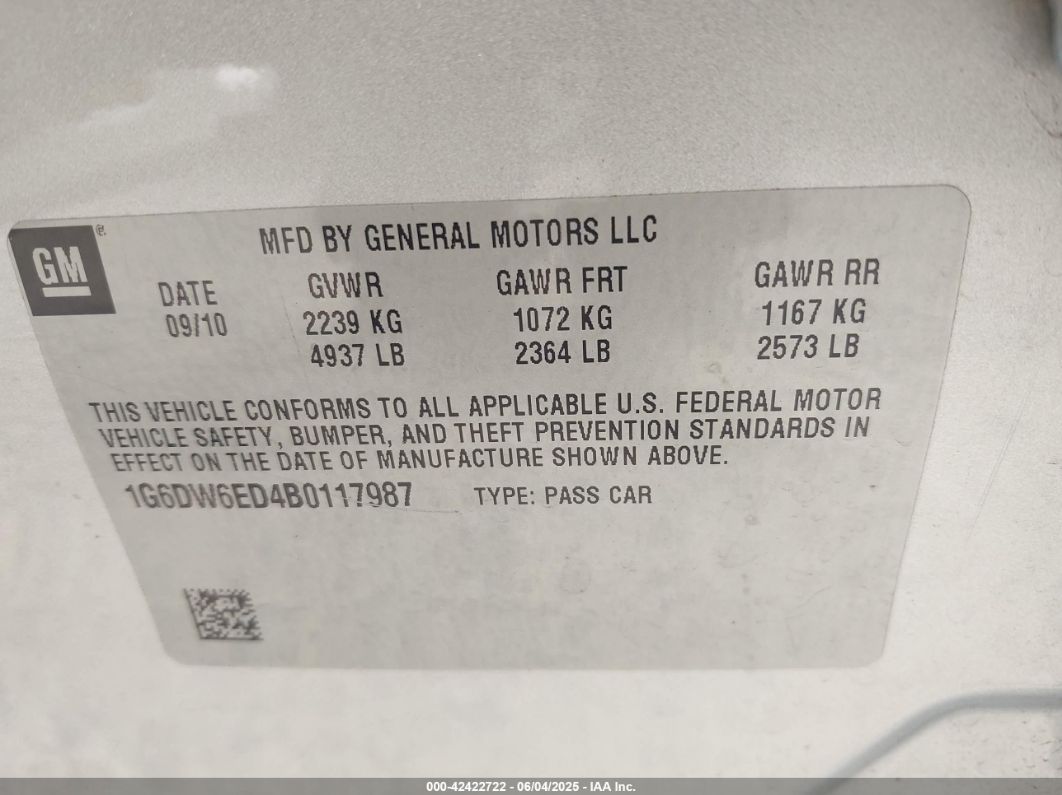 GM®
MFD BY GENERAL MOTORS LLC
DATE GVWR GAWR FRT GAWR RR
09/10 2239 KG 1072 KG 1167 KG
4937 LB 2364 LB 2573 LB
THIS VEHICLE CONFORMS TO ALL APPLICABLE U.S. FEDERAL MOTOR
VEHICLE SAFETY, BUMPER, AND THEFT PREVENTION STANDARDS IN
EFFECT ON THE DATE OF MANUFACTURE SHOWN ABOVE.
1G6DW6ED4B0117987 TYPE: PASS CAR
000-42422722 - 06/04/2025 - IAA Inc.